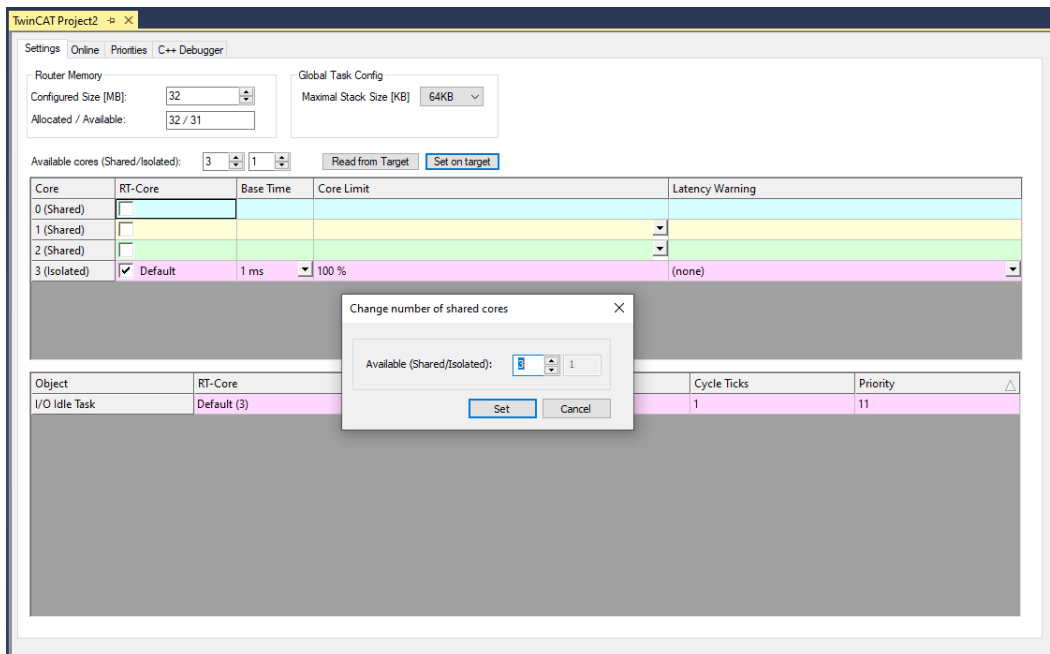 TwinCAT Project2
Settings Online Priorities C++ Debugger
Router Memory
Configured Size [MB]: 32
Allocated / Available: 32 / 31
Global Task Config
Maximal Stack Size [KB] 64KB
Available cores (Shared/Isolated): 3 1 Read from Target Set on target
Core RT-Core Base Time Core Limit Latency Warning
0 (Shared)
1 (Shared)
2 (Shared)
3 (Isolated) Default 1 ms 100 % (none)
Change number of shared cores
Available (Shared/Isolated): 3 1
Set Cancel
Object RT-Core Cycle Ticks Priority
I/O Idle Task Default (3) 1 11